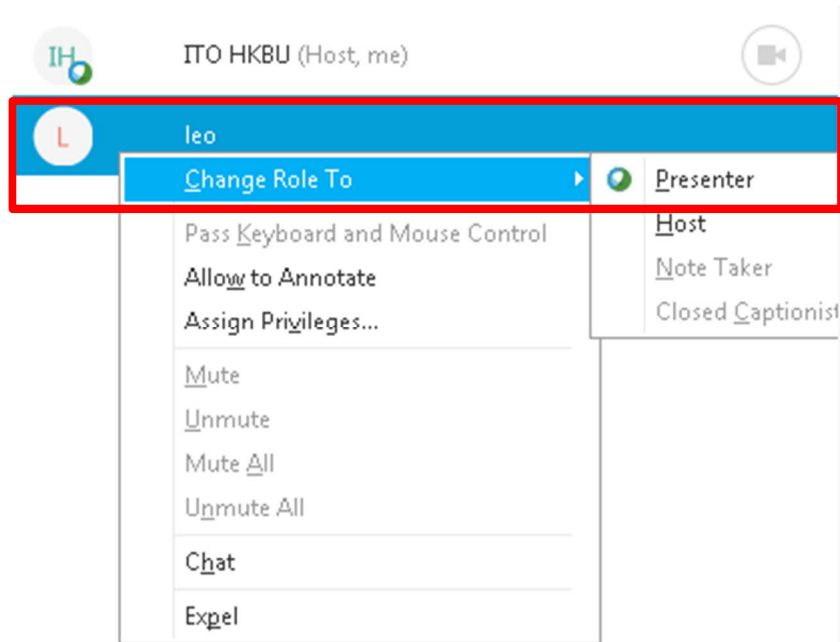 IH
ITO HKBU (Host, me)
L
leo
Change Role To
Presenter
Host
Note Taker
Closed Captionist
Pass Keyboard and Mouse Control
Allow to Annotate
Assign Privileges...
Mute
Unmute
Mute All
Unmute All
Chat
Expel